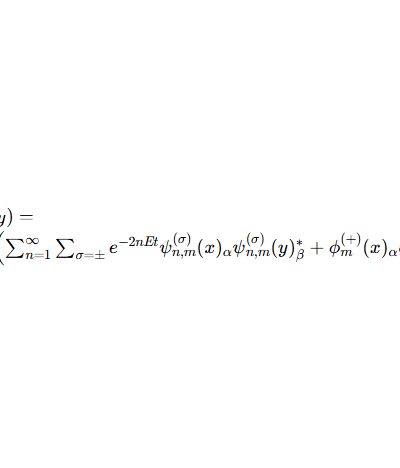 y) =
(∑_{n=1}^{∞} ∑_{σ=±} e^{-2nEt} ψ_{n,m}^{(σ)}(x)_α ψ_{n,m}^{(σ)}(y)_β^* + ϕ_m^{(+)}(x)_α